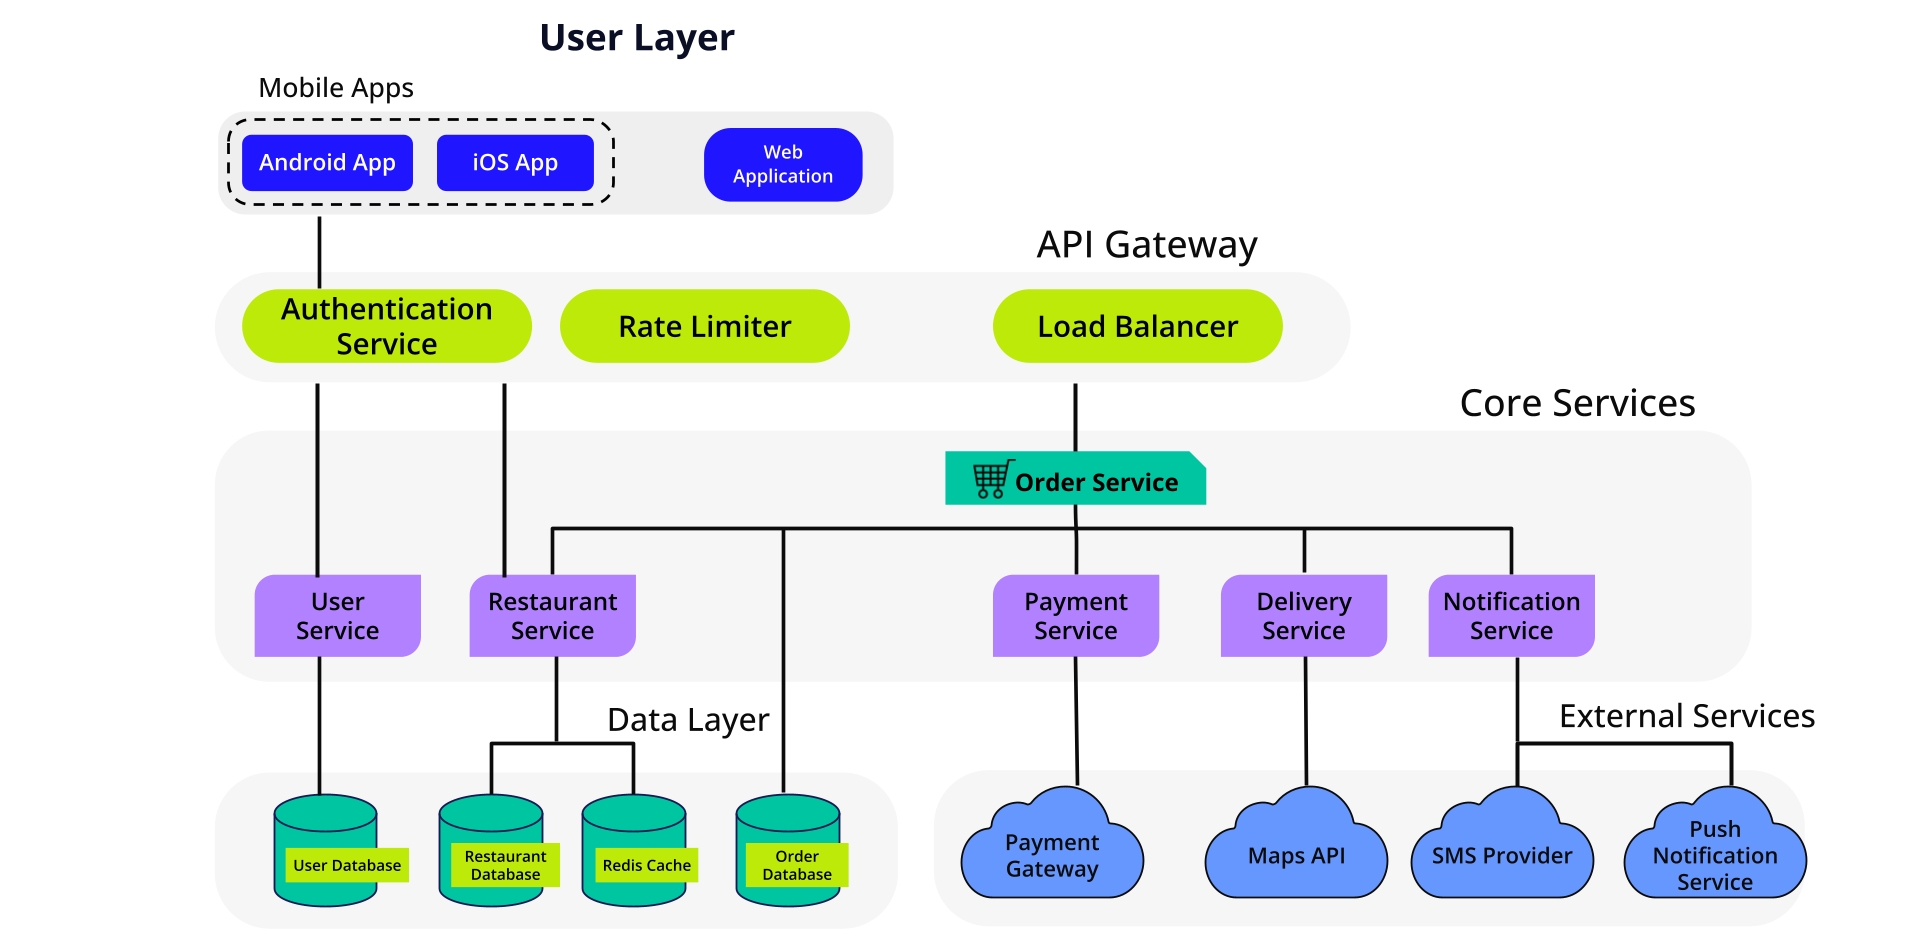 User Layer
Mobile Apps
Android App
iOS App
Web
Application
API Gateway
Authentication
Service
Rate Limiter
Load Balancer
Core Services
Order Service
User
Service
Restaurant
Service
Payment
Service
Delivery
Service
Notification
Service
Data Layer
External Services
User Database
Restaurant
Database
Redis Cache
Order
Database
Payment
Gateway
Maps API
SMS Provider
Push
Notification
Service